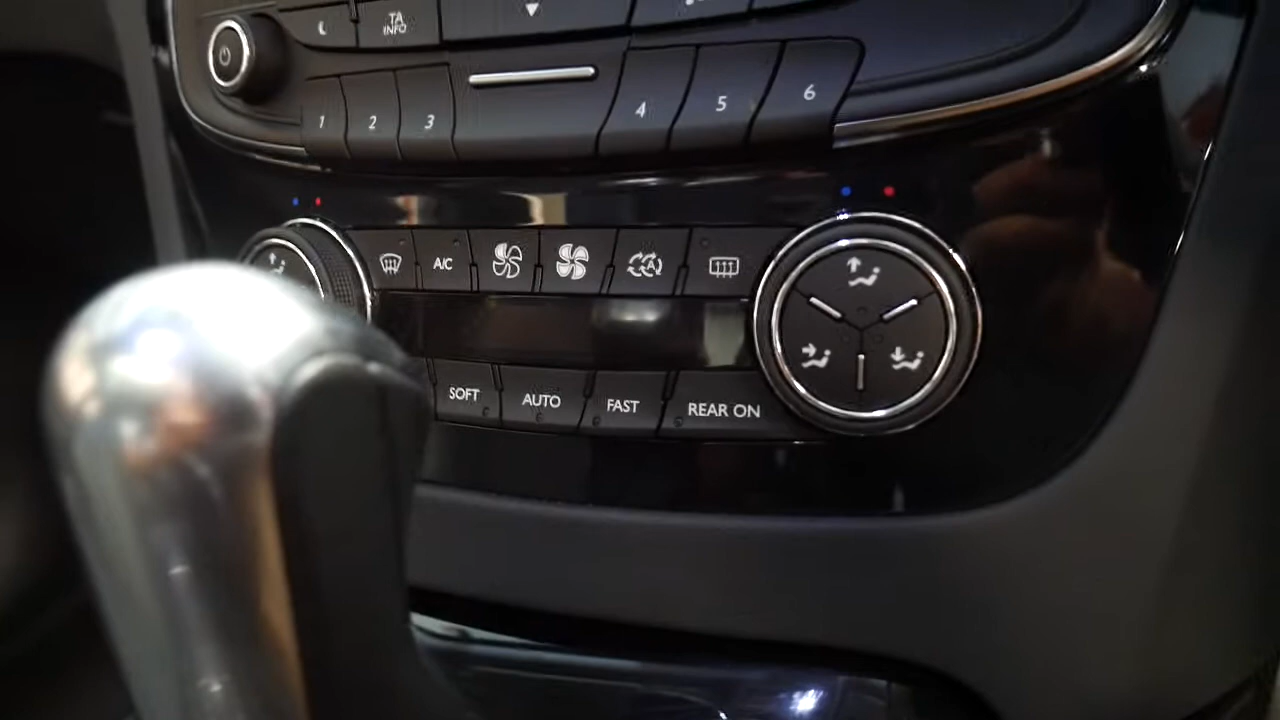 TA
INFO
1 2 3 4 5 6
A/C A
SOFT AUTO FAST REAR ON